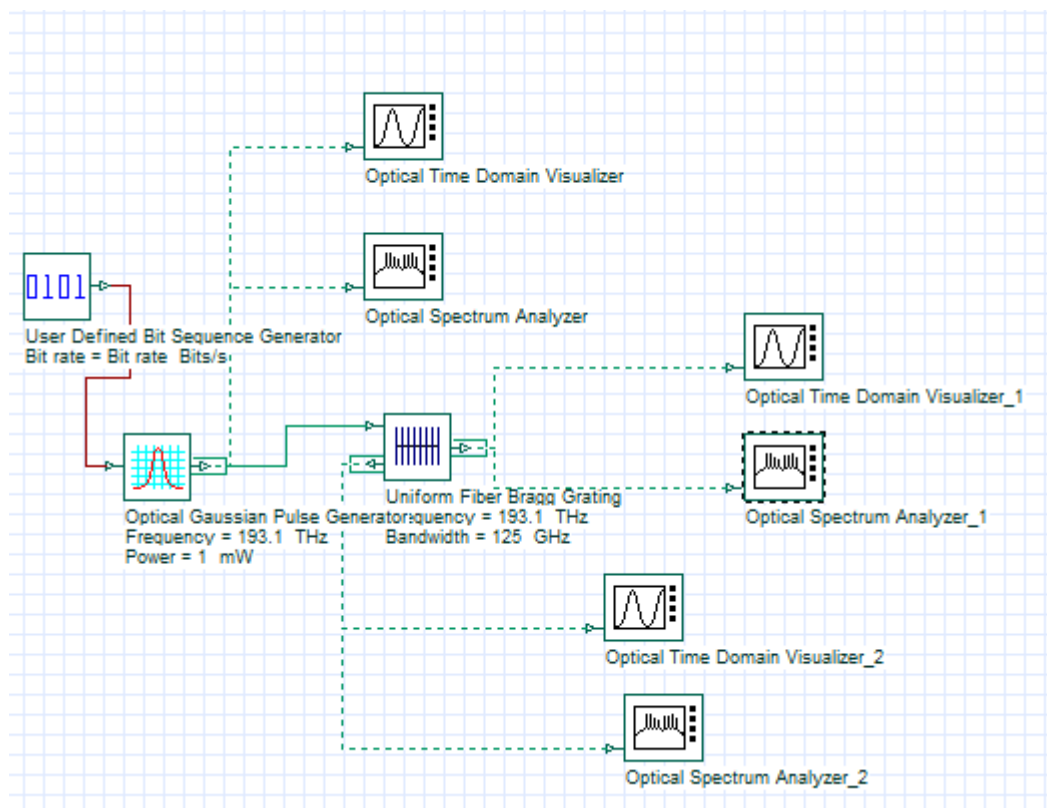 Optical Time Domain Visualizer
Optical Spectrum Analyzer
0101
User Defined Bit Sequence Generator
Bit rate = Bit rate Bits/s
Optical Time Domain Visualizer_1
Optical Spectrum Analyzer_1
Uniform Fiber Bragg Grating
quency = 193.1 THz
Bandwidth = 125 GHz
Optical Gaussian Pulse Generator
Frequency = 193.1 THz
Power = 1 mW
Optical Time Domain Visualizer_2
Optical Spectrum Analyzer_2